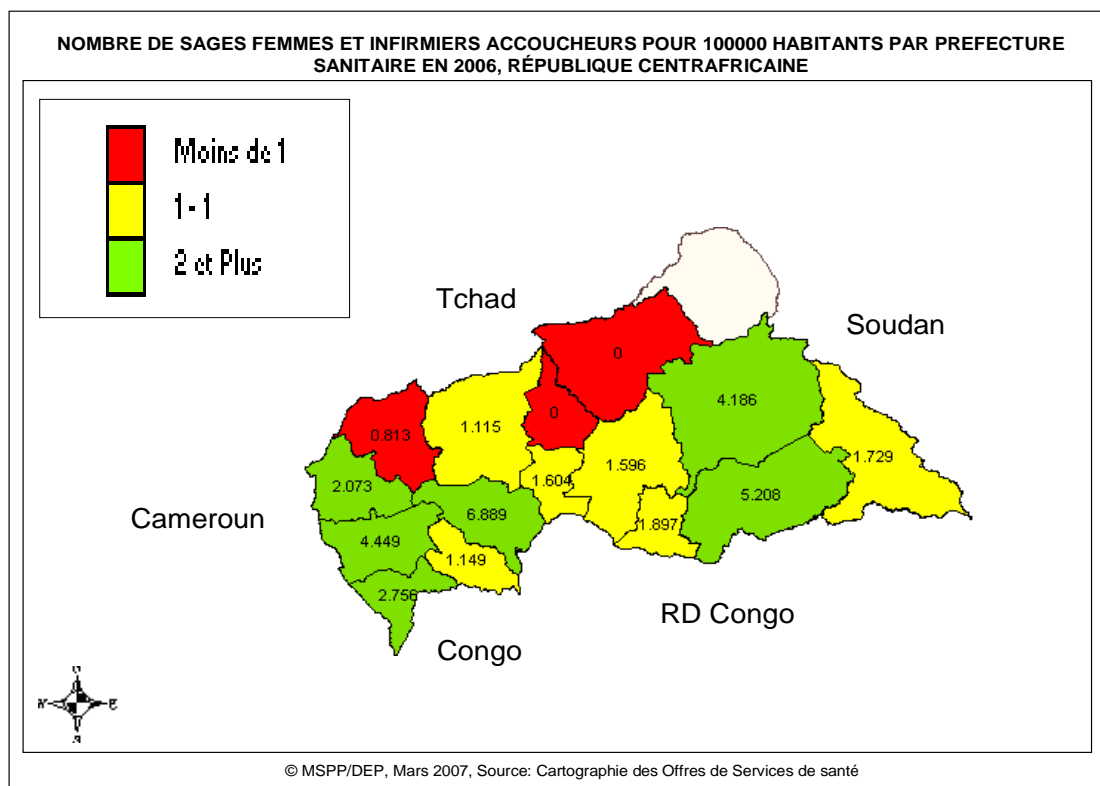 NOMBRE DE SAGES FEMMES ET INFIRMIERS ACCOUCHEURS POUR 100000 HABITANTS PAR PREFECTURE
SANITAIRE EN 2006, RÉPUBLIQUE CENTRAFRICAINE
Moins de 1
1 - 1
2 et Plus
Tchad
Soudan
0
4.186
0
0.813
1.115
1.596
1.729
1.604
2.073
5.208
6.889
1.897
Cameroun
4.449
1.149
2.756
RD Congo
Congo
W E
© MSPP/DEP, Mars 2007, Source: Cartographie des Offres de Services de santé